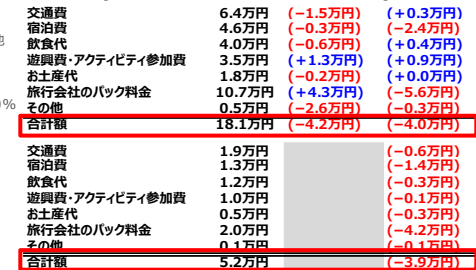 交通費 6.4万円 (−1.5万円) (+0.3万円)
宿泊費 4.6万円 (−0.3万円) (−2.4万円)
飲食代 4.0万円 (−0.6万円) (+0.4万円)
遊興費・アクティビティ参加費 3.5万円 (+1.3万円) (+0.9万円)
お土産代 1.8万円 (−0.2万円) (+0.0万円)
旅行会社のパック料金 10.7万円 (+4.3万円) (−5.6万円)
その他 0.5万円 (−2.6万円) (−0.3万円)
合計額 18.1万円 (−4.2万円) (−4.0万円)
交通費 1.9万円 (−0.6万円)
宿泊費 1.3万円 (−1.4万円)
飲食代 1.2万円 (−0.3万円)
遊興費・アクティビティ参加費 1.0万円 (−0.1万円)
お土産代 0.5万円 (−0.3万円)
旅行会社のパック料金 2.0万円 (−4.2万円)
その他 0.1万円 (−0.1万円)
合計額 5.2万円 (−3.9万円)